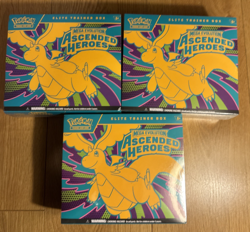 Pokémon
ELITE TRAINER BOX
MEGA EVOLUTION
ASCENDED
HEROES
Pokémon
ELITE TRAINER BOX
MEGA EVOLUTION
ASCENDED
HEROES
Pokémon
ELITE TRAINER BOX
MEGA EVOLUTION
ASCENDED
HEROES